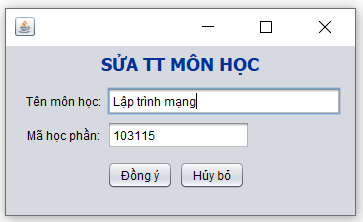 SỬA TT MÔN HỌC
Tên môn học: Lập trình mạng
Mã học phần: 103115
Đồng ý Hủy bỏ